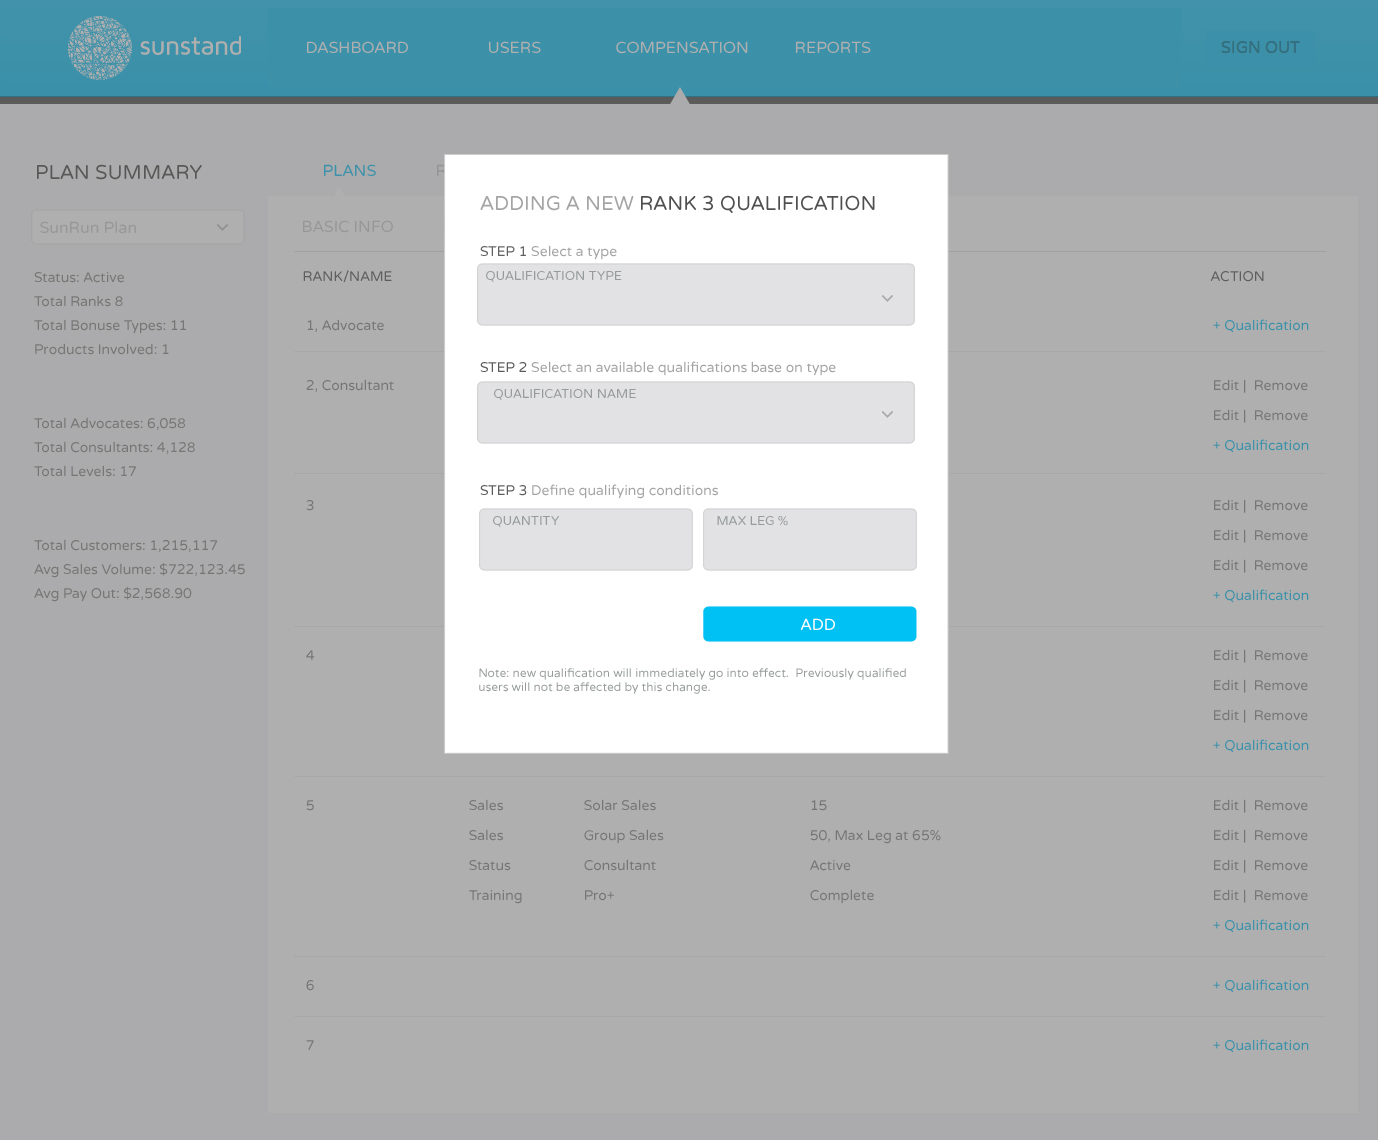 sunstand
DASHBOARD
USERS
COMPENSATION
REPORTS
SIGN OUT
PLAN SUMMARY
SunRun Plan
Status: Active
Total Ranks 8
Total Bonuse Types: 11
Products Involved: 1
Total Advocates: 6,058
Total Consultants: 4,128
Total Levels: 17
Total Customers: 1,215,117
Avg Sales Volume: $722,123.45
Avg Pay Out: $2,568.90
PLANS
BASIC INFO
RANK/NAME
ACTION
1, Advocate
+ Qualification
2, Consultant
Edit | Remove
Edit | Remove
+ Qualification
3
Edit | Remove
Edit | Remove
Edit | Remove
+ Qualification
4
Edit | Remove
Edit | Remove
Edit | Remove
+ Qualification
5 Sales Solar Sales 15 Edit | Remove
Sales Group Sales 50, Max Leg at 65% Edit | Remove
Status Consultant Active Edit | Remove
Training Pro+ Complete Edit | Remove
+ Qualification
6 + Qualification
7 + Qualification
ADDING A NEW RANK 3 QUALIFICATION
STEP 1 Select a type
QUALIFICATION TYPE
STEP 2 Select an available qualifications base on type
QUALIFICATION NAME
STEP 3 Define qualifying conditions
QUANTITY
MAX LEG %
ADD
Note: new qualification will immediately go into effect. Previously qualified
users will not be affected by this change.